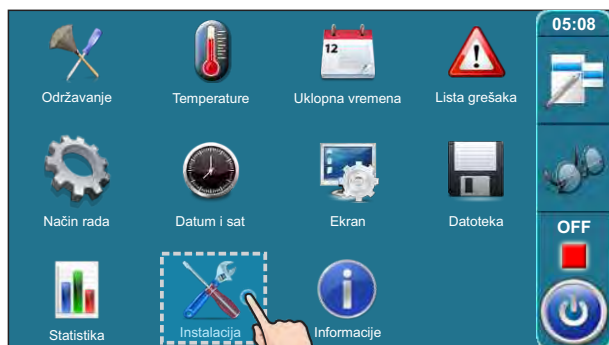 05:08
Održavanje
Temperature
12
Uklopna vremena
Lista grešaka
Način rada
Datum i sat
Ekran
Datoteka
OFF
Statistika
Instalacija
Informacije